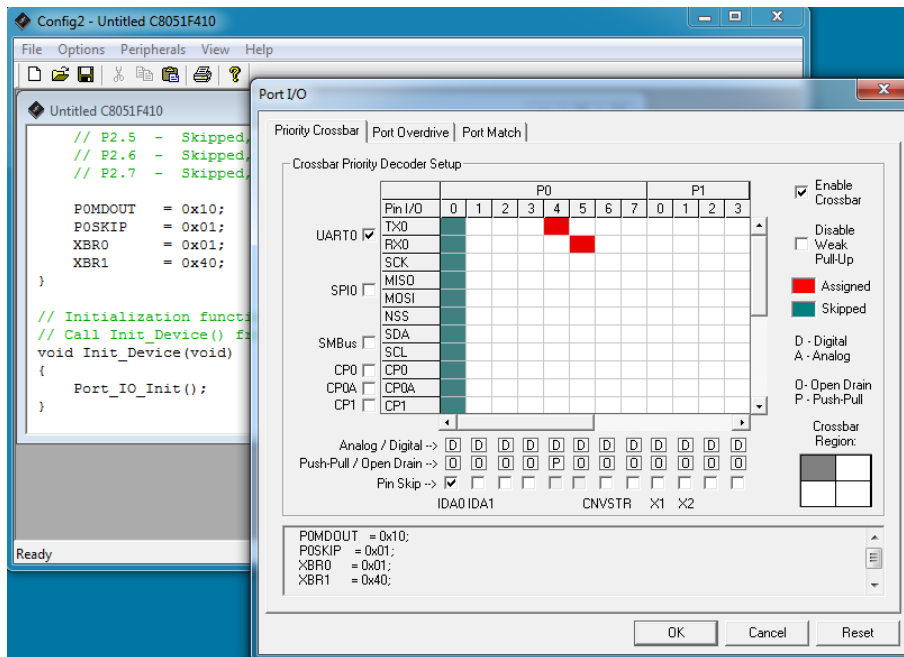 Config2 - Untitled C8051F410
File Options Peripherals View Help
Untitled C8051F410
// P2.5 - Skipped,
// P2.6 - Skipped,
// P2.7 - Skipped,
P0MDOUT = 0x10;
P0SKIP = 0x01;
XBR0 = 0x01;
XBR1 = 0x40;
}
// Initialization functi
// Call Init_Device() f
void Init_Device(void)
{
Port_IO_Init();
}
Ready
Port I/O
Priority Crossbar Port Overdrive Port Match
Crossbar Priority Decoder Setup
P0 P1
Pin I/O 0 1 2 3 4 5 6 7 0 1 2 3
UART0 TX0
RX0
SCK
SPI0 MISO
MOSI
NSS
SMBus SDA
SCL
CP0 CP0
CP0A CP0A
CP1 CP1
Analog / Digital --> D D D D D D D D D D D D
Push-Pull / Open Drain --> O O O O P O O O O O O O
Pin Skip -->
IDA0 IDA1 CNVSTR X1 X2
Enable
Crossbar
Disable
Weak
Pull-Up
Assigned
Skipped
D - Digital
A - Analog
O- Open Drain
P - Push-Pull
Crossbar
Region:
P0MDOUT = 0x10;
P0SKIP = 0x01;
XBR0 = 0x01;
XBR1 = 0x40;
OK Cancel Reset